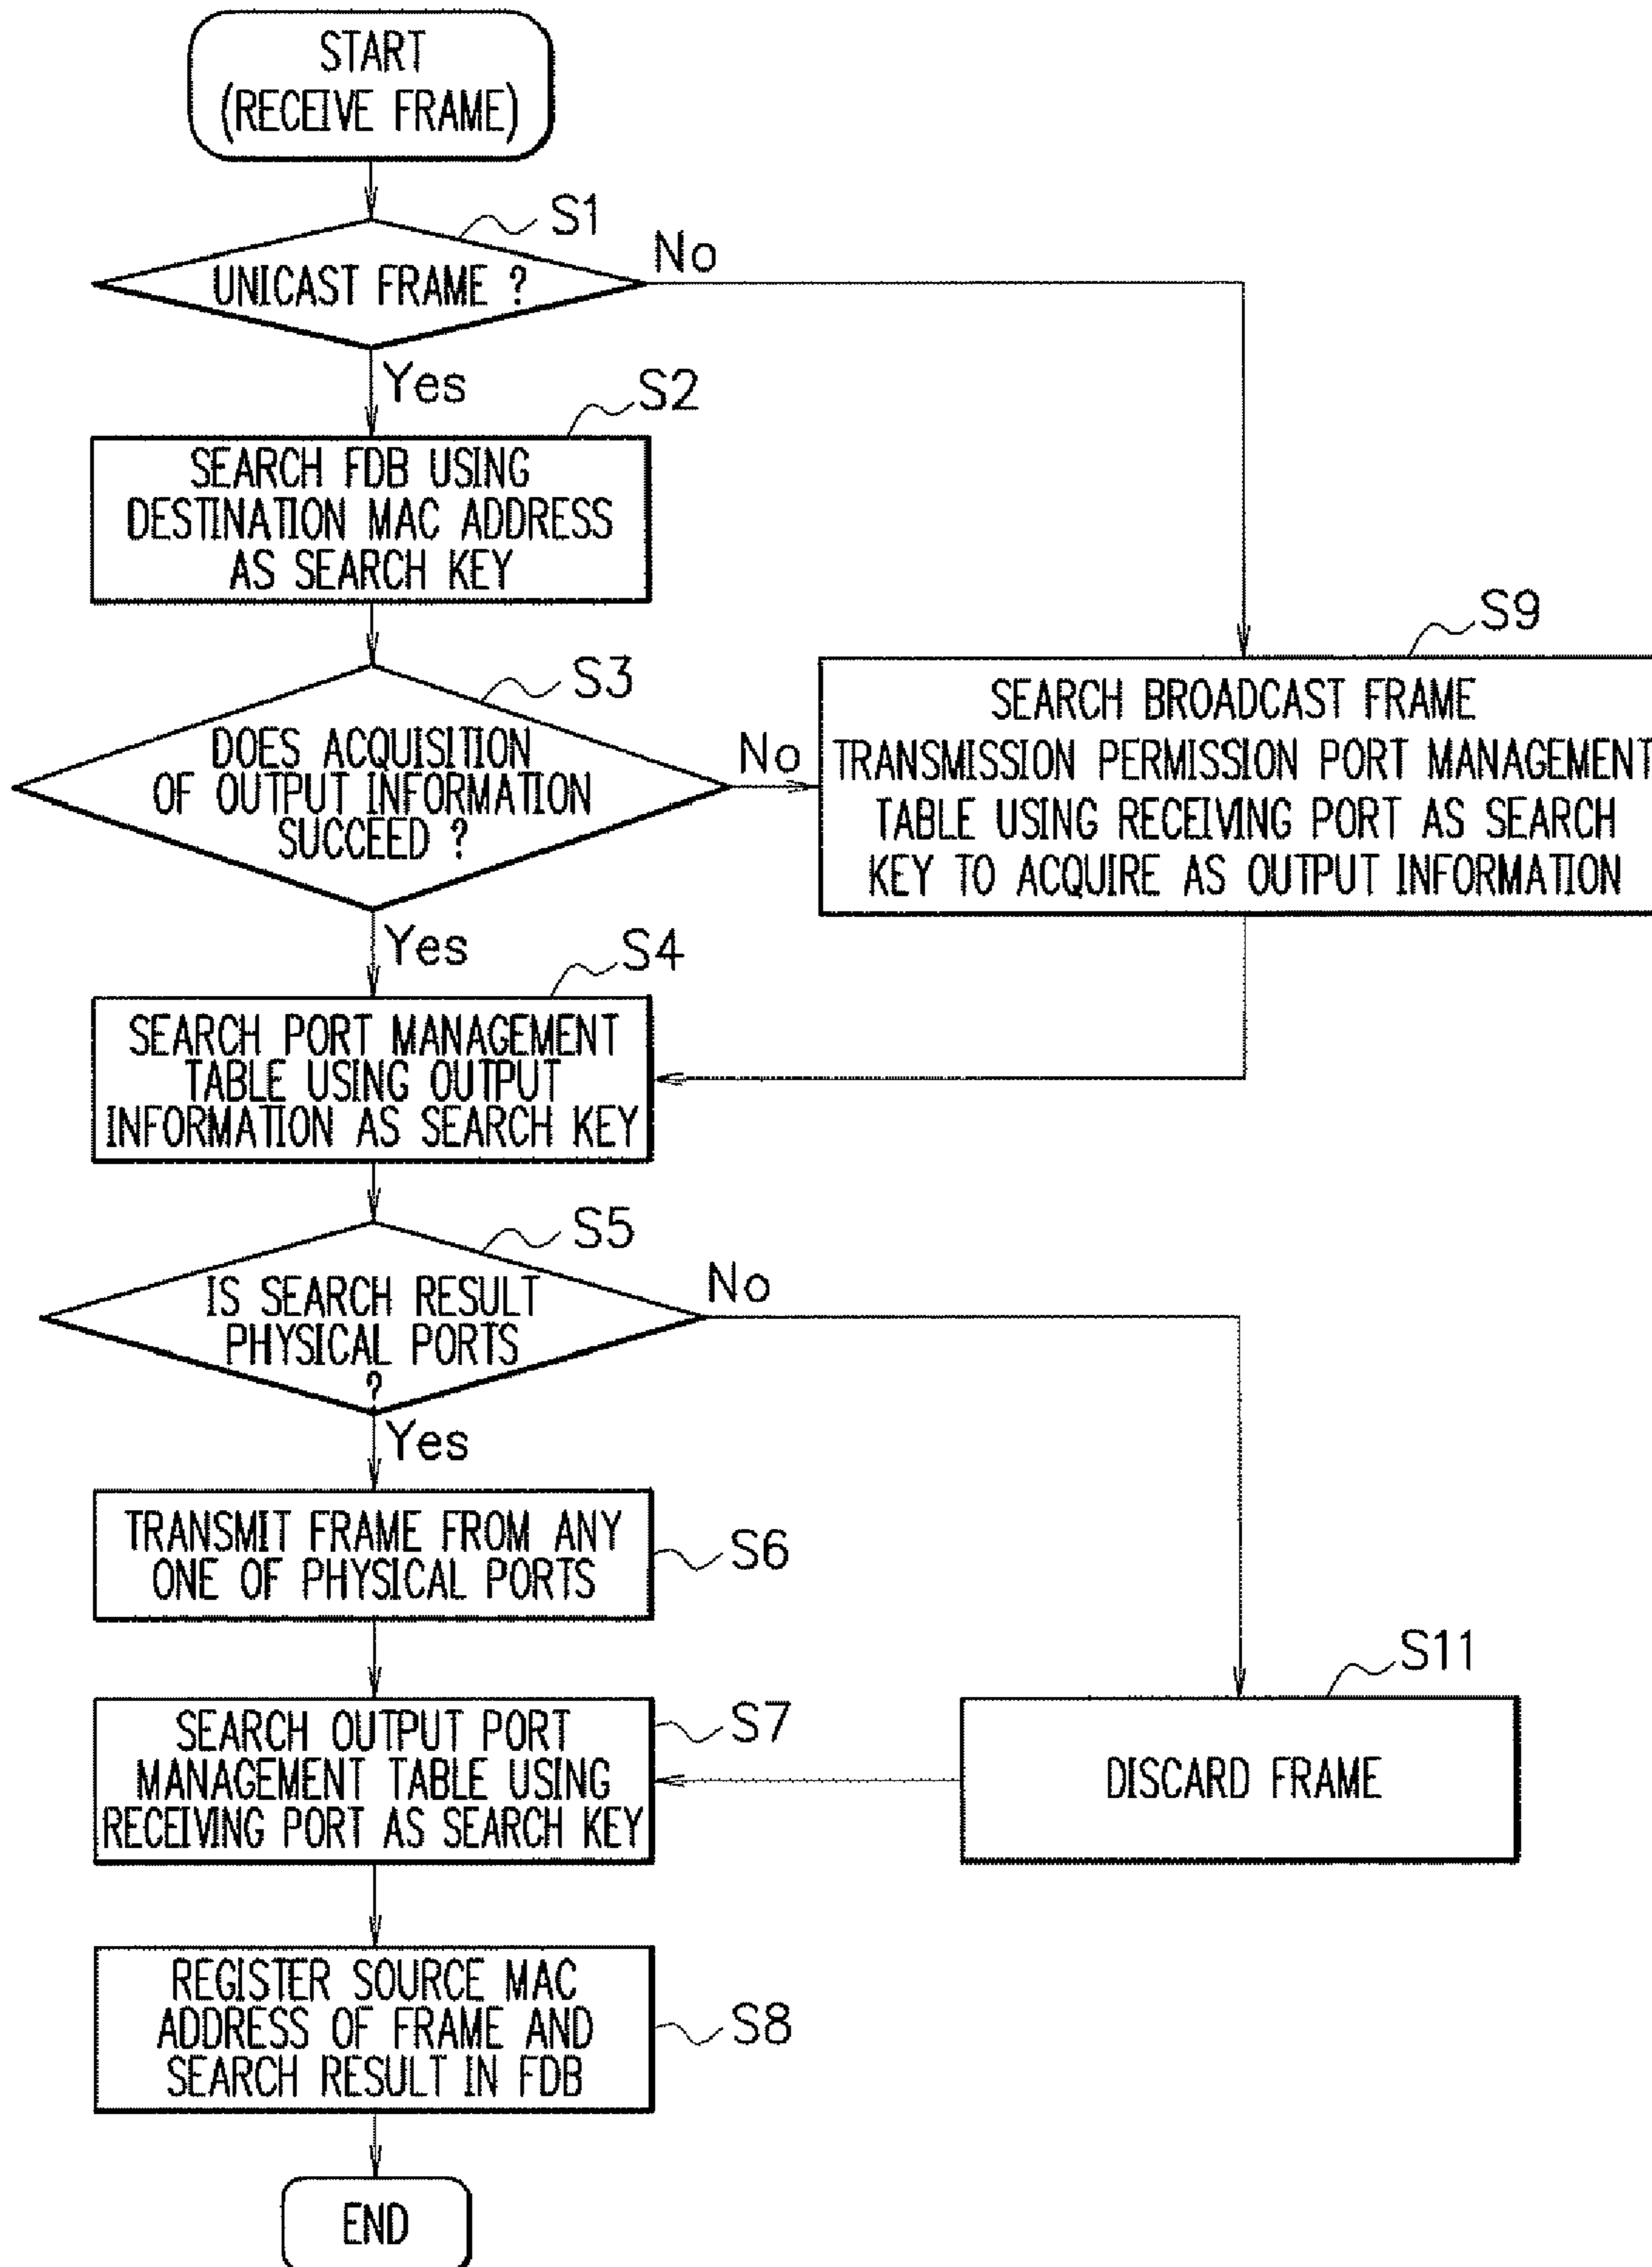 START
(RECEIVE FRAME)
S1
UNICAST FRAME ?
No
Yes
S2
SEARCH FDB USING
DESTINATION MAC ADDRESS
AS SEARCH KEY
S3
DOES ACQUISITION
OF OUTPUT INFORMATION
SUCCEED ?
No
Yes
S9
SEARCH BROADCAST FRAME
TRANSMISSION PERMISSION PORT MANAGEMENT
TABLE USING RECEIVING PORT AS SEARCH
KEY TO ACQUIRE AS OUTPUT INFORMATION
S4
SEARCH PORT MANAGEMENT
TABLE USING OUTPUT
INFORMATION AS SEARCH KEY
S5
IS SEARCH RESULT
PHYSICAL PORTS
?
No
Yes
TRANSMIT FRAME FROM ANY
ONE OF PHYSICAL PORTS
S6
S11
DISCARD FRAME
SEARCH OUTPUT PORT
MANAGEMENT TABLE USING
RECEIVING PORT AS SEARCH KEY
S7
REGISTER SOURCE MAC
ADDRESS OF FRAME AND
SEARCH RESULT IN FDB
S8
END